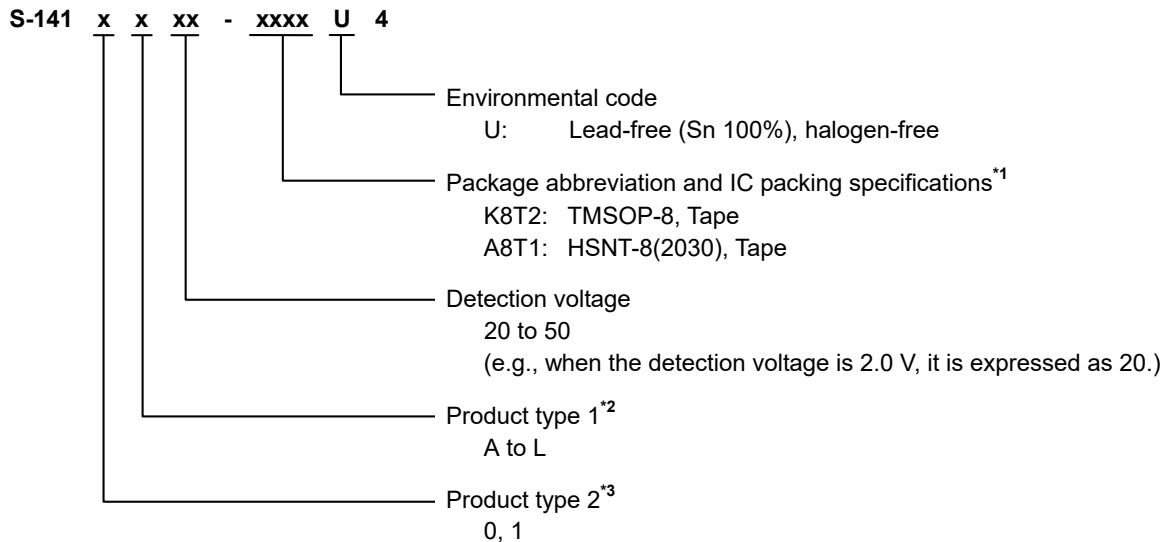 S-141 x x xx - xxxx U 4
Environmental code
U: Lead-free (Sn 100%), halogen-free
Package abbreviation and IC packing specifications*1
K8T2: TMSOP-8, Tape
A8T1: HSNT-8(2030), Tape
Detection voltage
20 to 50
(e.g., when the detection voltage is 2.0 V, it is expressed as 20.)
Product type 1*2
A to L
Product type 2*3
0, 1